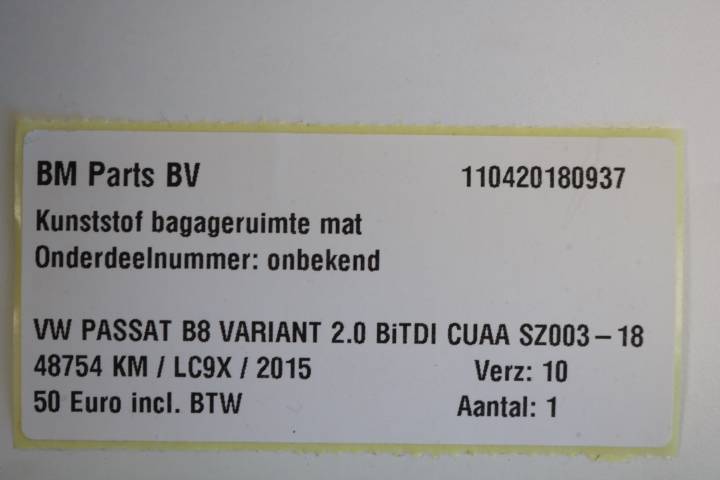 BM Parts BV 110420180937
Kunststof bagageruimte mat
Onderdeelnummer: onbekend
VW PASSAT B8 VARIANT 2.0 BiTDI CUAA SZ003-18
48754 KM / LC9X / 2015 Verz: 10
50 Euro incl. BTW Aantal: 1